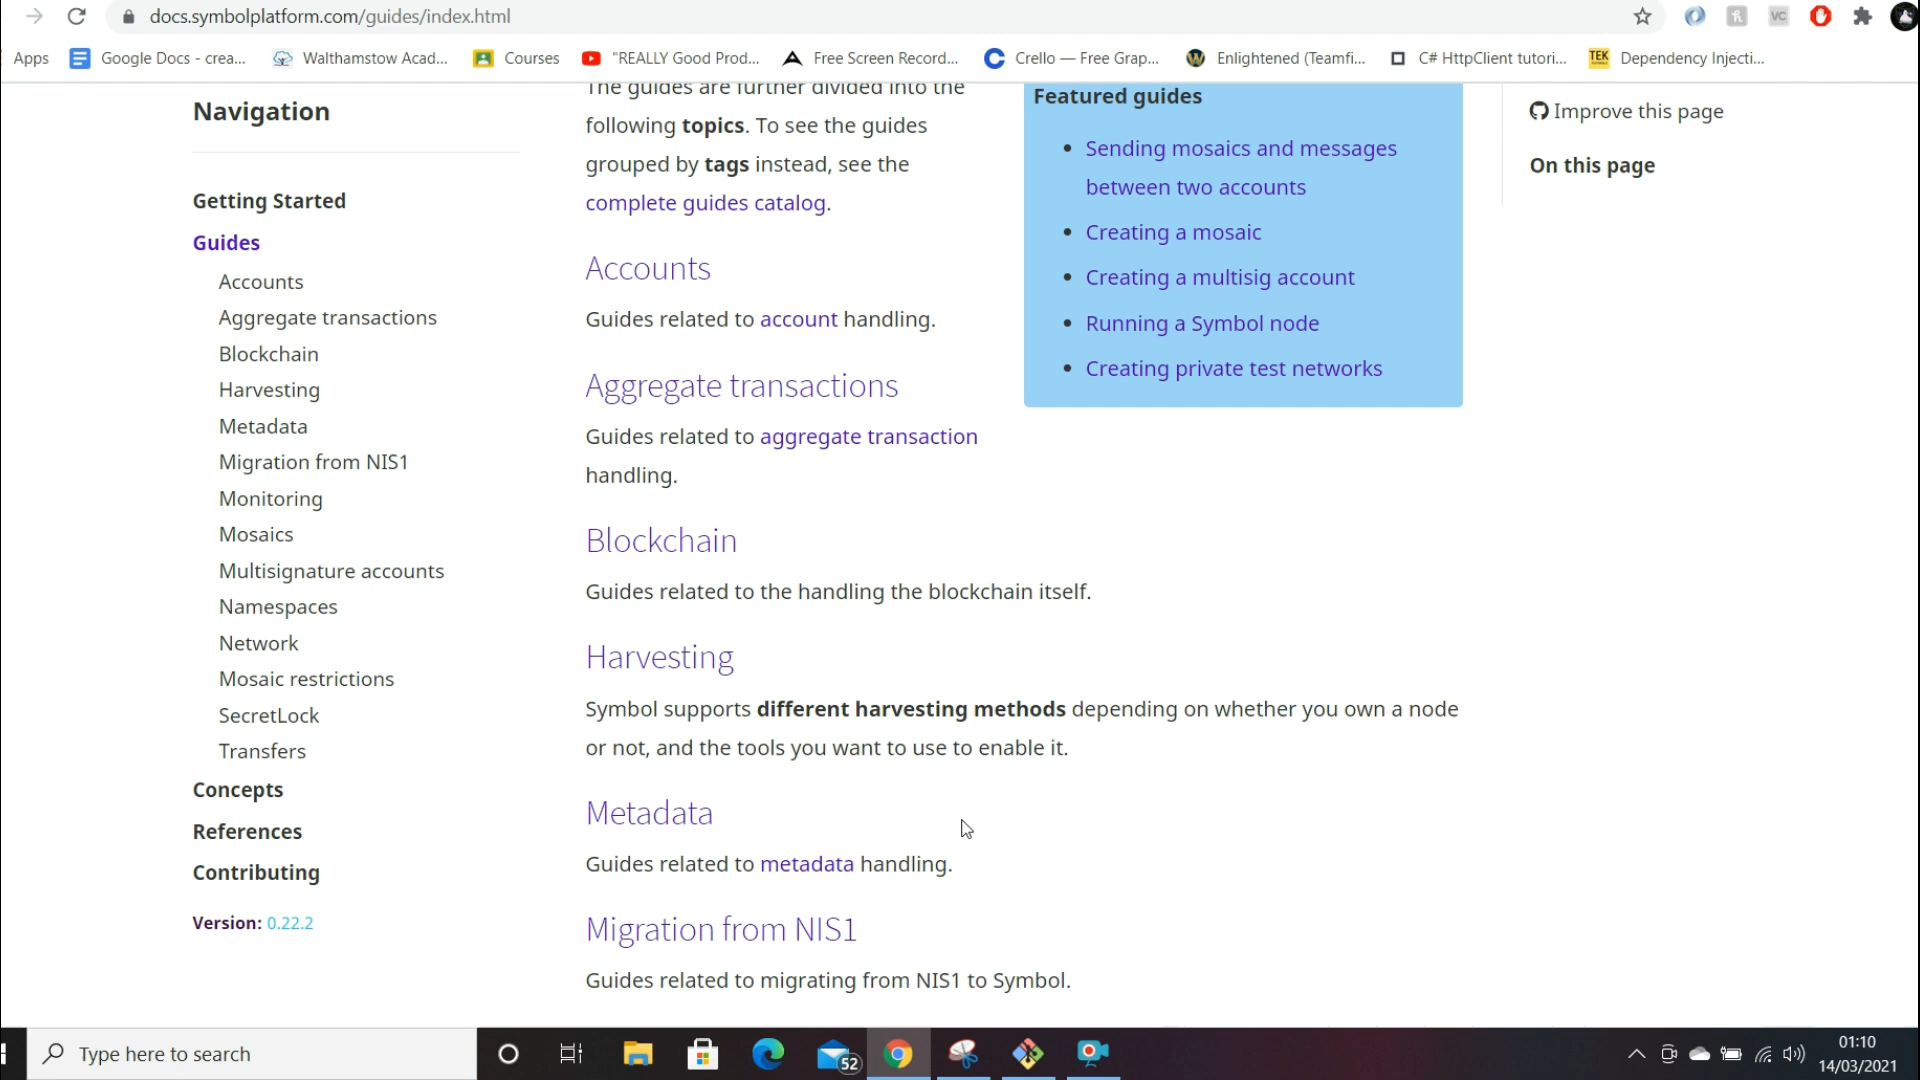 docs.symbolplatform.com/guides/index.html
VC
Apps
Google Docs - crea...
Walthamstow Acad...
Courses
"REALLY Good Prod...
Free Screen Record...
Crello — Free Grap...
Enlightened (Teamfi...
C# HttpClient tutori...
TEK
Dependency Injecti...
Navigation
Getting Started
Guides
Accounts
Aggregate transactions
Blockchain
Harvesting
Metadata
Migration from NIS1
Monitoring
Mosaics
Multisignature accounts
Namespaces
Network
Mosaic restrictions
SecretLock
Transfers
Concepts
References
Contributing
Version: 0.22.2
The guides are further divided into the
following topics. To see the guides
grouped by tags instead, see the
complete guides catalog.
Accounts
Guides related to account handling.
Aggregate transactions
Guides related to aggregate transaction
handling.
Blockchain
Guides related to the handling the blockchain itself.
Harvesting
Symbol supports different harvesting methods depending on whether you own a node
or not, and the tools you want to use to enable it.
Metadata
Guides related to metadata handling.
Migration from NIS1
Guides related to migrating from NIS1 to Symbol.
Featured guides
Sending mosaics and messages
between two accounts
Creating a mosaic
Creating a multisig account
Running a Symbol node
Creating private test networks
Improve this page
On this page
Type here to search
52
01:10
14/03/2021